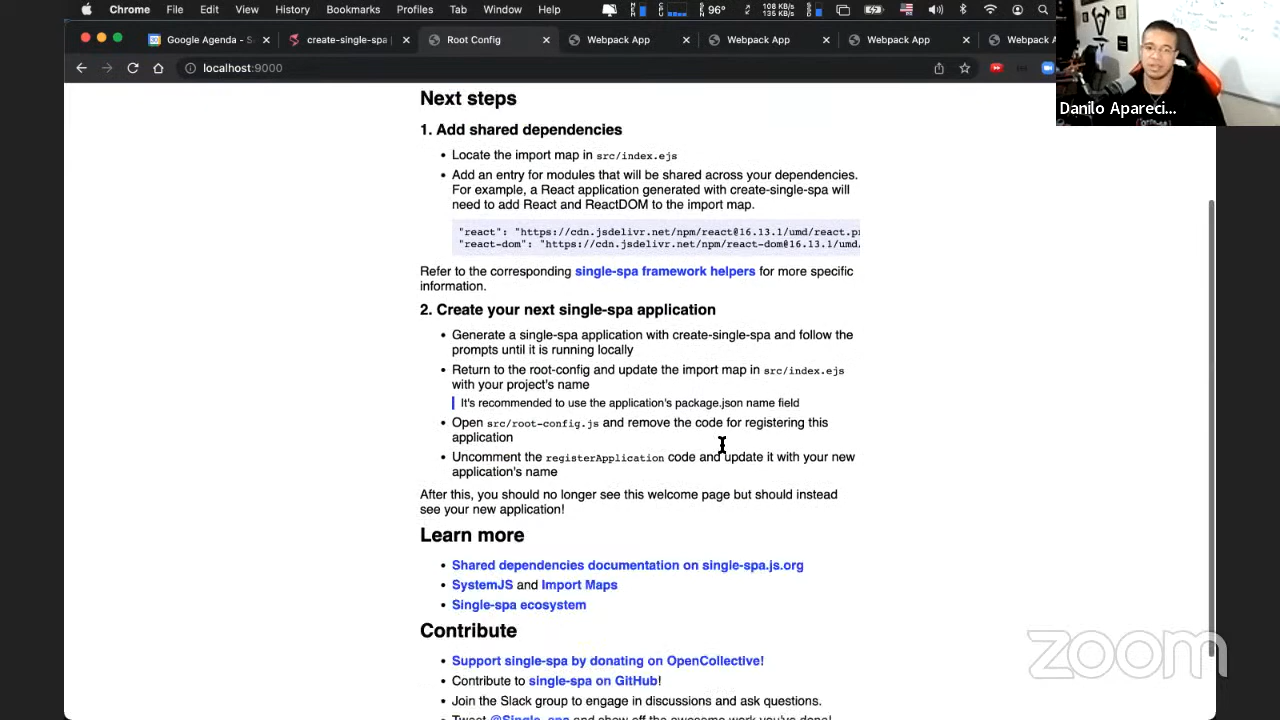 Chrome File Edit View History Bookmarks Profiles Tab Window Help 96° 198 KB/s
Google Agenda - create-single-spa Root Config Webpack App Webpack App Webpack App Webpack A
localhost:9000
Danilo Apareci...
Next steps
1. Add shared dependencies
• Locate the import map in src/index.ejs
• Add an entry for modules that will be shared across your dependencies.
For example, a React application generated with create-single-spa will
need to add React and ReactDOM to the import map.
"react": "https://cdn.jsdelivr.net/npm/react@16.13.1/umd/react.pr
"react-dom": "https://cdn.jsdelivr.net/npm/react-dom@16.13.1/umd/
Refer to the corresponding single-spa framework helpers for more specific
information.
2. Create your next single-spa application
• Generate a single-spa application with create-single-spa and follow the
prompts until it is running locally
• Return to the root-config and update the import map in src/index.ejs
with your project's name
It's recommended to use the application's package.json name field
• Open src/root-config.js and remove the code for registering this
application
• Uncomment the registerApplication code and update it with your new
application's name
After this, you should no longer see this welcome page but should instead
see your new application!
Learn more
• Shared dependencies documentation on single-spa.js.org
• SystemJS and Import Maps
• Single-spa ecosystem
Contribute
• Support single-spa by donating on OpenCollective!
• Contribute to single-spa on GitHub!
• Join the Slack group to engage in discussions and ask questions.
• Tweet @Single_spa and show off the awesome work you've done!
zoom